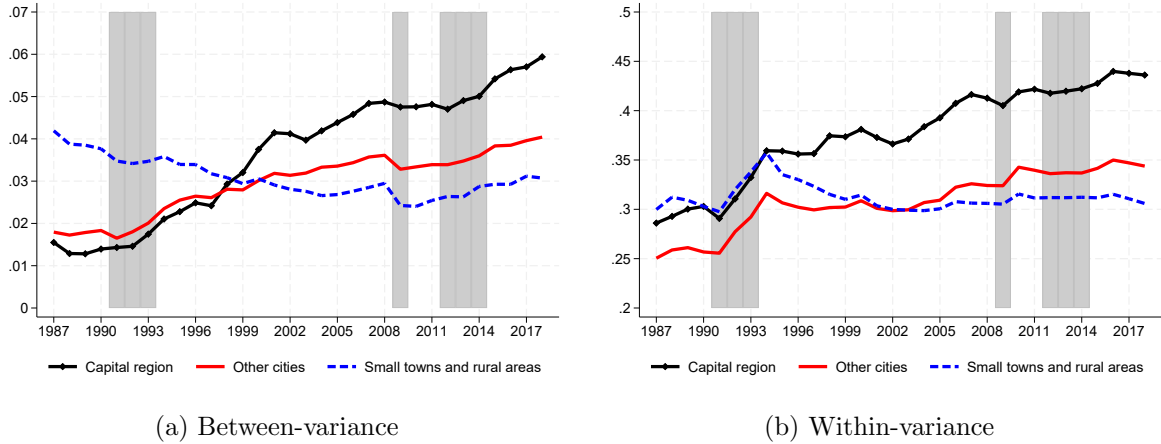 .07
.06
.05
.04
.03
.02
.01
0
1987 1990 1993 1996 1999 2002 2005 2008 2011 2014 2017
Capital region Other cities Small towns and rural areas
(a) Between-variance
.5
.45
.4
.35
.3
.25
.2
1987 1990 1993 1996 1999 2002 2005 2008 2011 2014 2017
Capital region Other cities Small towns and rural areas
(b) Within-variance